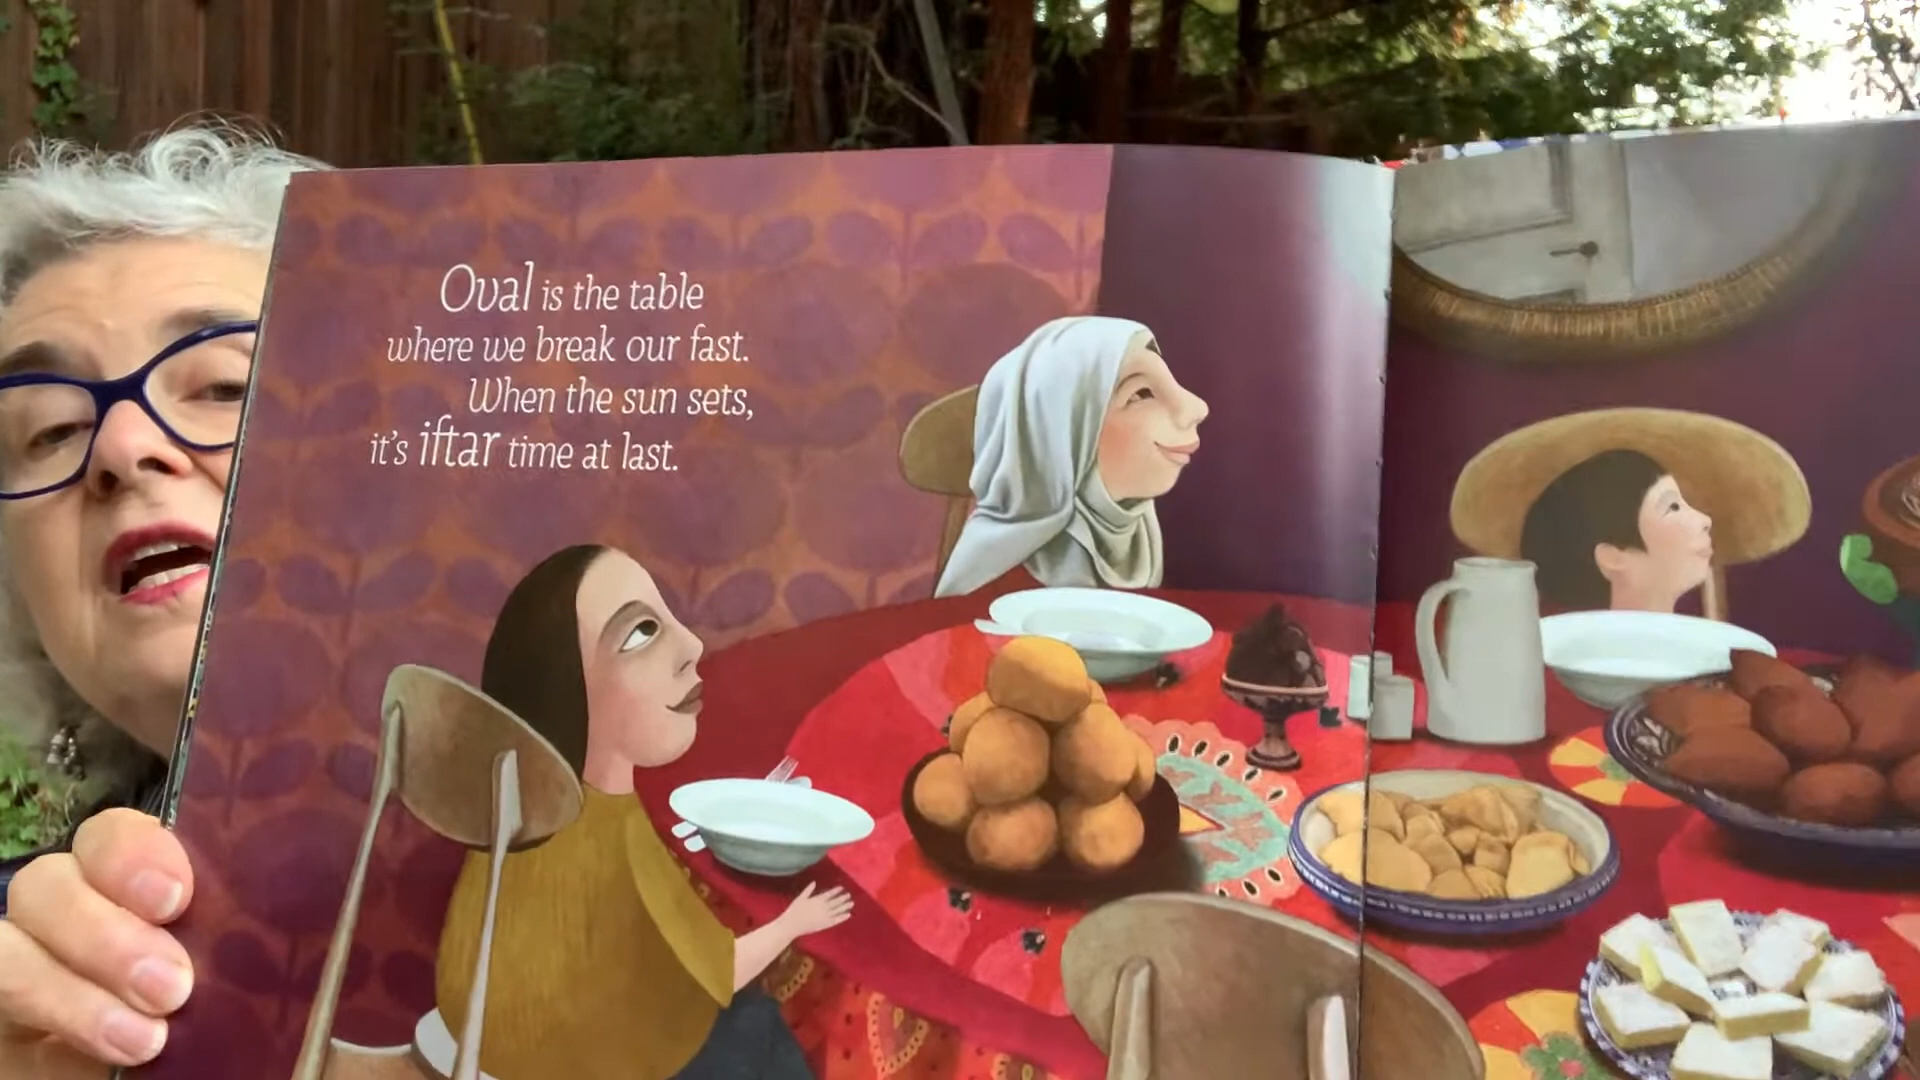 Oval is the table
where we break our fast.
When the sun sets,
it's iftar time at last.